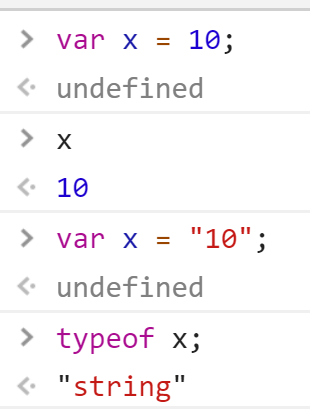 > var x = 10;
<· undefined
> x
<· 10
> var x = "10";
<· undefined
> typeof x;
<· "string"